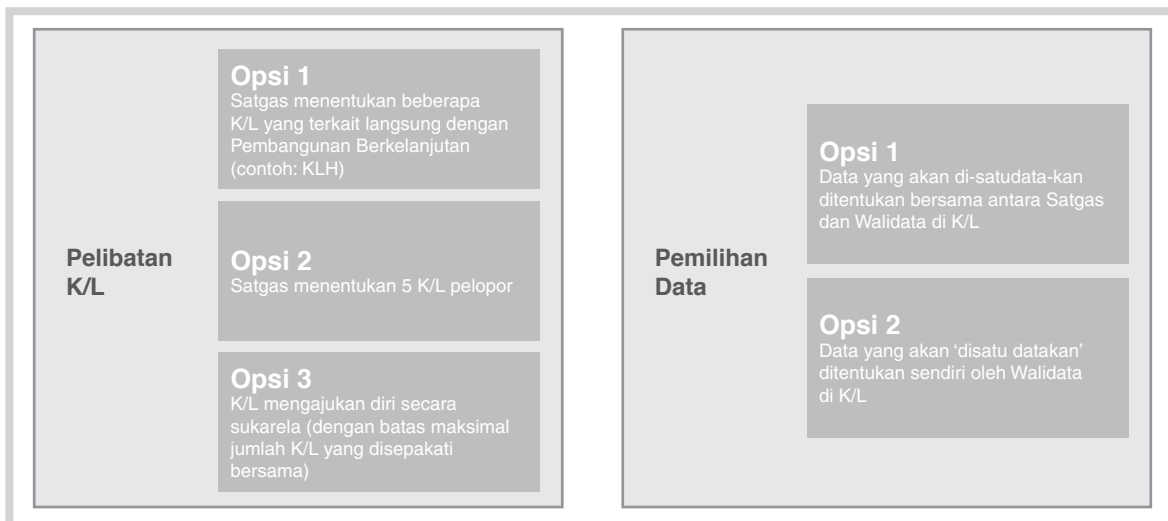 Pelibatan
K/L
Opsi 1
Satgas menentukan beberapa
K/L yang terkait langsung dengan
Pembangunan Berkelanjutan
(contoh: KLH)
Opsi 2
Satgas menentukan 5 K/L pelopor
Opsi 3
K/L mengajukan diri secara
sukarela (dengan batas maksimal
jumlah K/L yang disepakati
bersama)
Pemilihan
Data
Opsi 1
Data yang akan di-satudata-kan
ditentukan bersama antara Satgas
dan Walidata di K/L
Opsi 2
Data yang akan ‘disatu datakan’
ditentukan sendiri oleh Walidata
di K/L